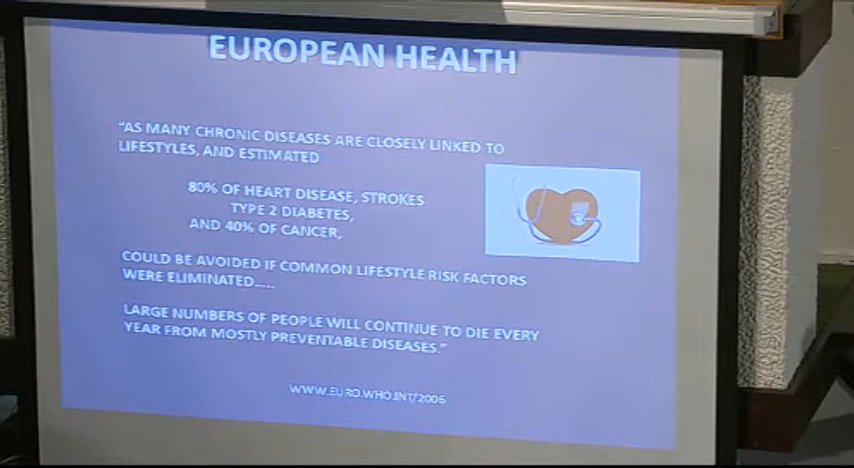 EUROPEAN HEALTH
“AS MANY CHRONIC DISEASES ARE CLOSELY LINKED TO
LIFESTYLES, AND ESTIMATED
80% OF HEART DISEASE, STROKES
TYPE 2 DIABETES,
AND 40% OF CANCER,
COULD BE AVOIDED IF COMMON LIFESTYLE RISK FACTORS
WERE ELIMINATED.....
LARGE NUMBERS OF PEOPLE WILL CONTINUE TO DIE EVERY
YEAR FROM MOSTLY PREVENTABLE DISEASES.”
WWW.EURO.WHO.INT/2006